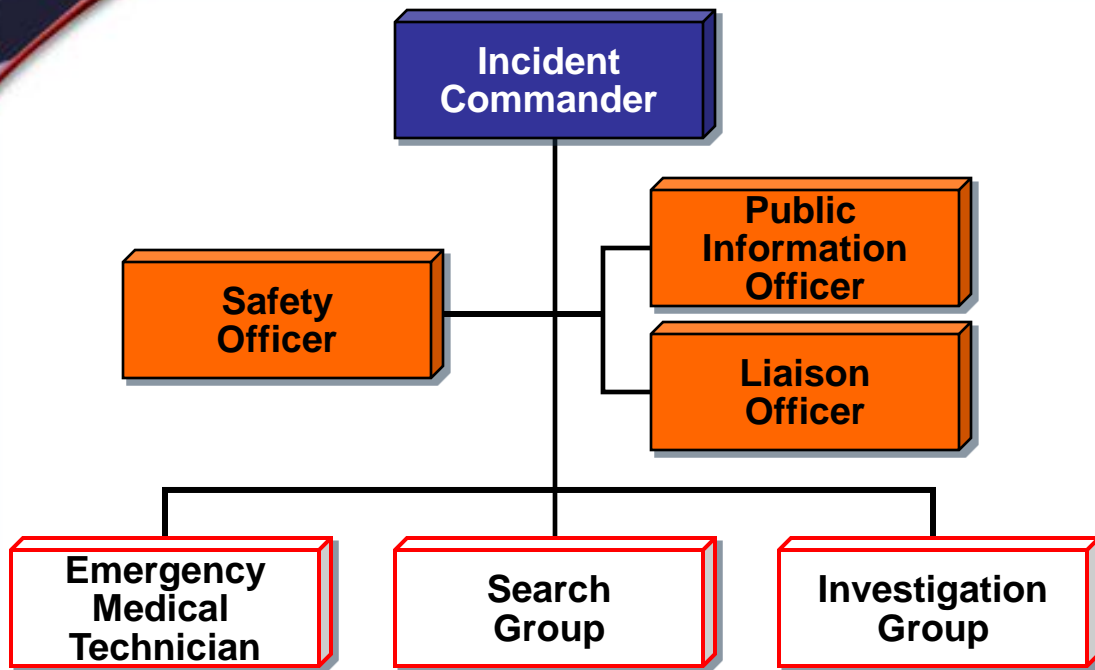 Incident
Commander
Public
Information
Officer
Safety
Officer
Liaison
Officer
Emergency
Medical
Technician
Search
Group
Investigation
Group